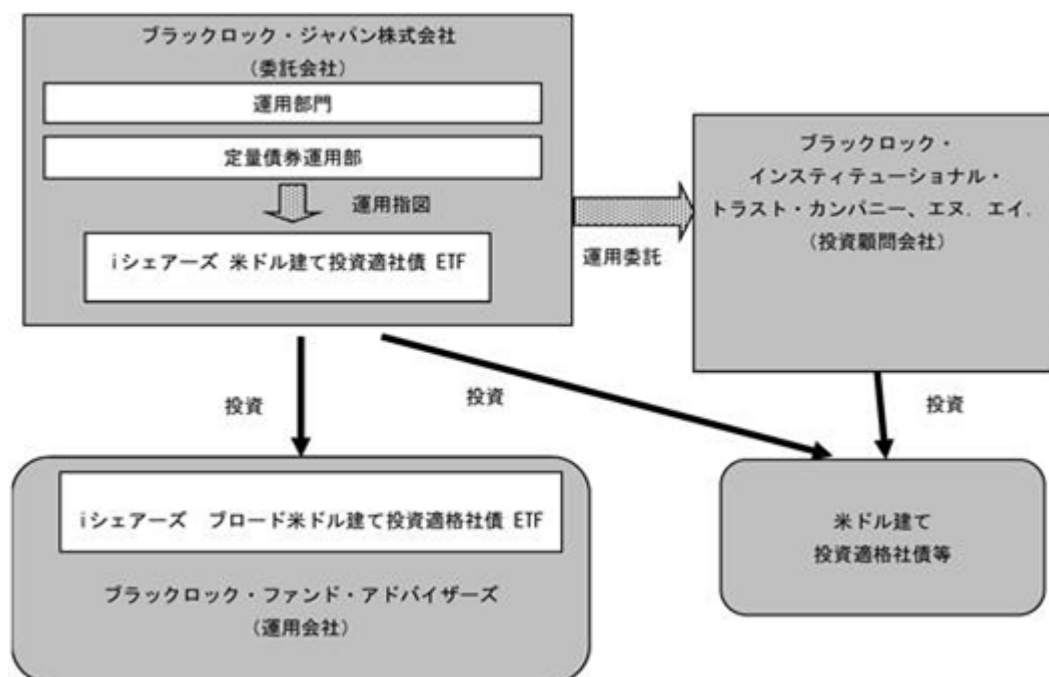 ブラックロック・ジャパン株式会社
(委託会社)
運用部門
定量債券運用部
運用指図
iシェアーズ 米ドル建て投資適社債 ETF
運用委託
ブラックロック・
インスティテューショナル・
トラスト・カンパニー、エヌ．エイ．
(投資顧問会社)
投資
投資
投資
iシェアーズ　ブロード米ドル建て投資適格社債 ETF
ブラックロック・ファンド・アドバイザーズ
(運用会社)
米ドル建て
投資適格社債等